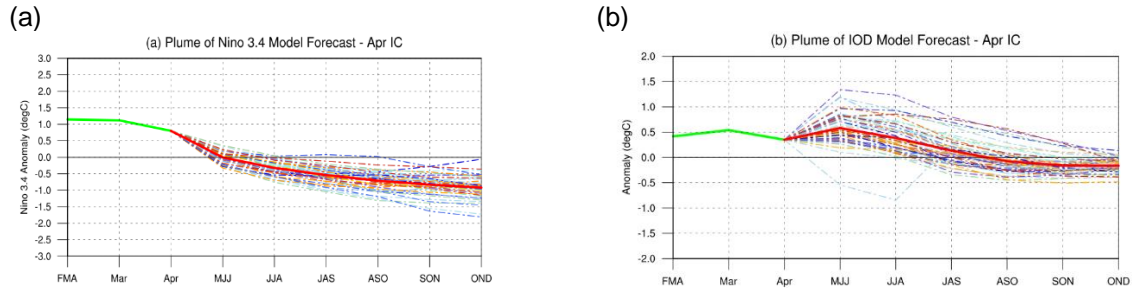 (a)
(a) Plume of Nino 3.4 Model Forecast - Apr IC
Nino 3.4 Anomaly (degC)
3.0
2.5
2.0
1.5
1.0
0.5
0.0
-0.5
-1.0
-1.5
-2.0
-2.5
-3.0
FMA Mar Apr MJJ JJA JAS ASO SON OND
(b)
(b) Plume of IOD Model Forecast - Apr IC
Anomaly (degC)
2.0
1.5
1.0
0.5
0.0
-0.5
-1.0
-1.5
-2.0
FMA Mar Apr MJJ JJA JAS ASO SON OND